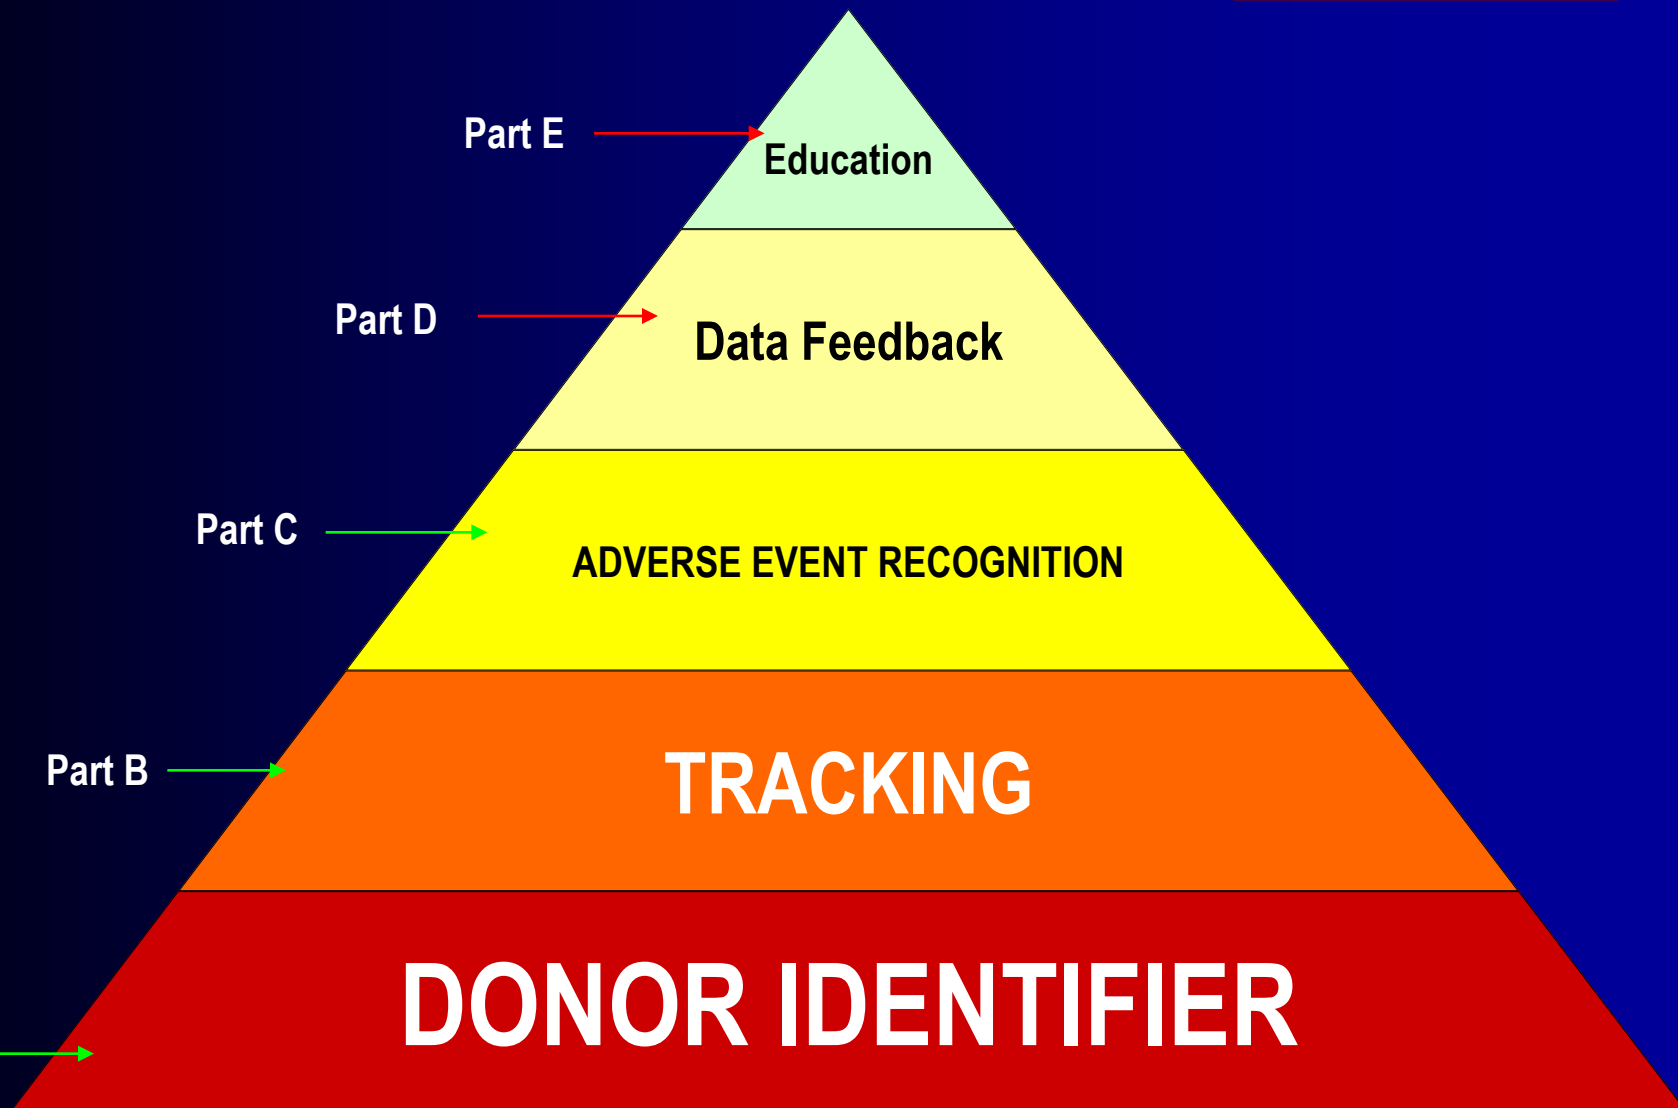 Part E
Education
Part D
Data Feedback
Part C
ADVERSE EVENT RECOGNITION
Part B
TRACKING
DONOR IDENTIFIER